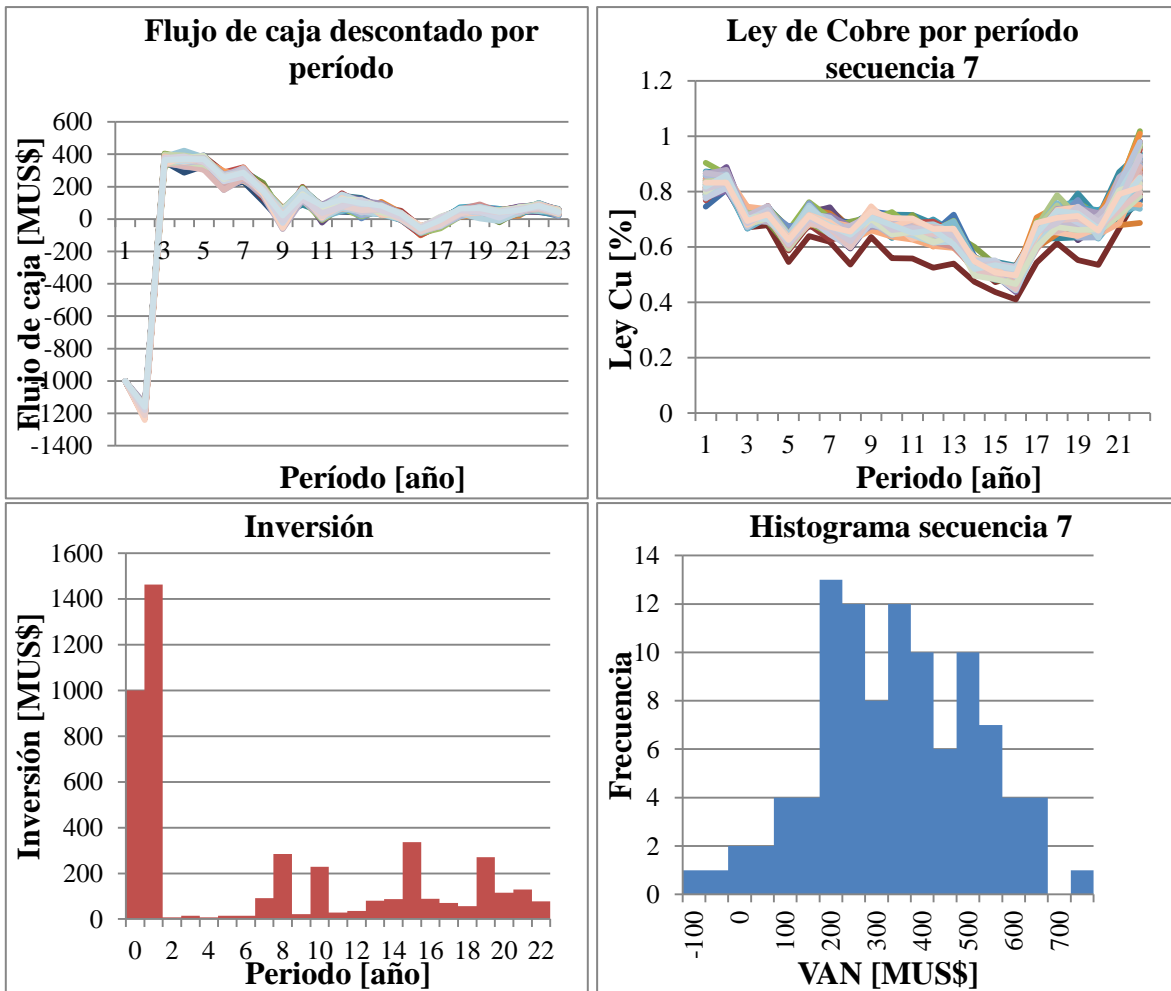 Flujo de caja descontado por
período
600
400
200
0
-200
-400
-600
-800
-1000
-1200
-1400
1 3 5 7 9 11 13 15 17 19 21 23
Flujo de caja [MUS$]
Período [año]
Ley de Cobre por período
secuencia 7
1.2
1
0.8
0.6
0.4
0.2
0
1 3 5 7 9 11 13 15 17 19 21
Ley Cu [%]
Periodo [año]
Inversión
1600
1400
1200
1000
800
600
400
200
0
0 2 4 6 8 10 12 14 16 18 20 22
Inversión [MUS$]
Periodo [año]
Histograma secuencia 7
14
12
10
8
6
4
2
0
-100 0 100 200 300 400 500 600 700
Frecuencia
VAN [MUS$]